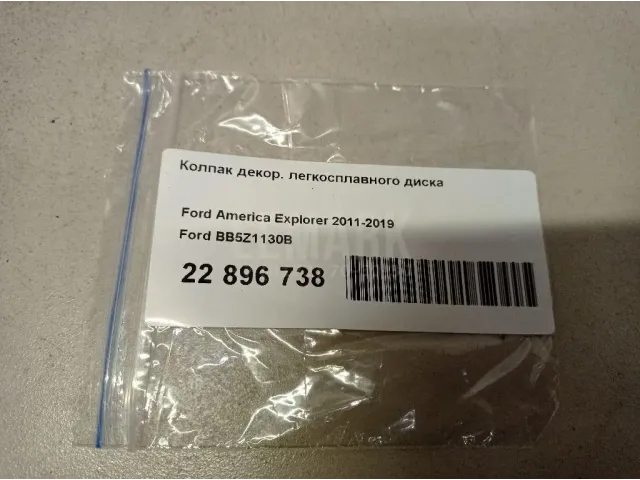 Колпак декор. легкосплавного диска
Ford America Explorer 2011-2019
Ford BB5Z1130B
22 896 738